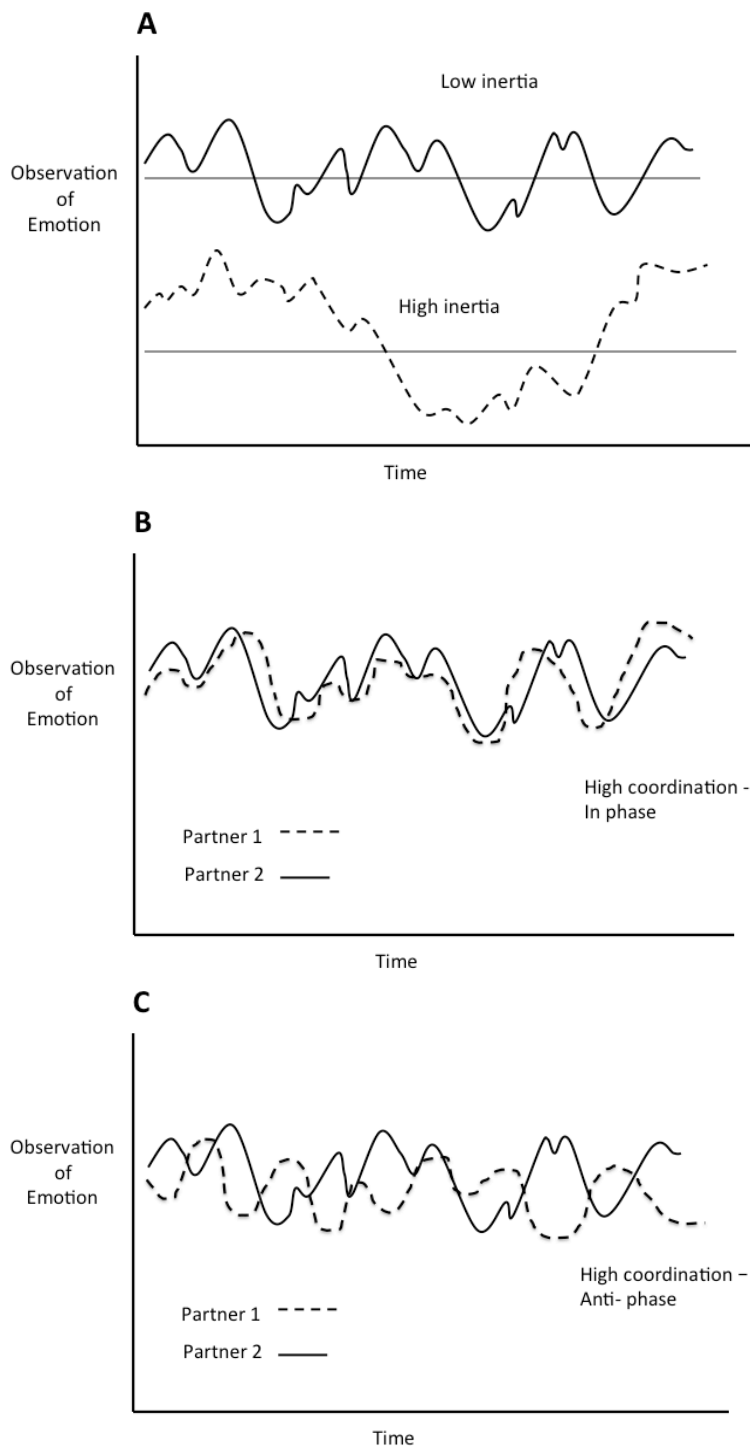 A
Low inertia
Observation
of
Emotion
High inertia
Time
B
Observation
of
Emotion
High coordination -
In phase
Partner 1
Partner 2
Time
C
Observation
of
Emotion
High coordination –
Anti- phase
Partner 1
Partner 2
Time